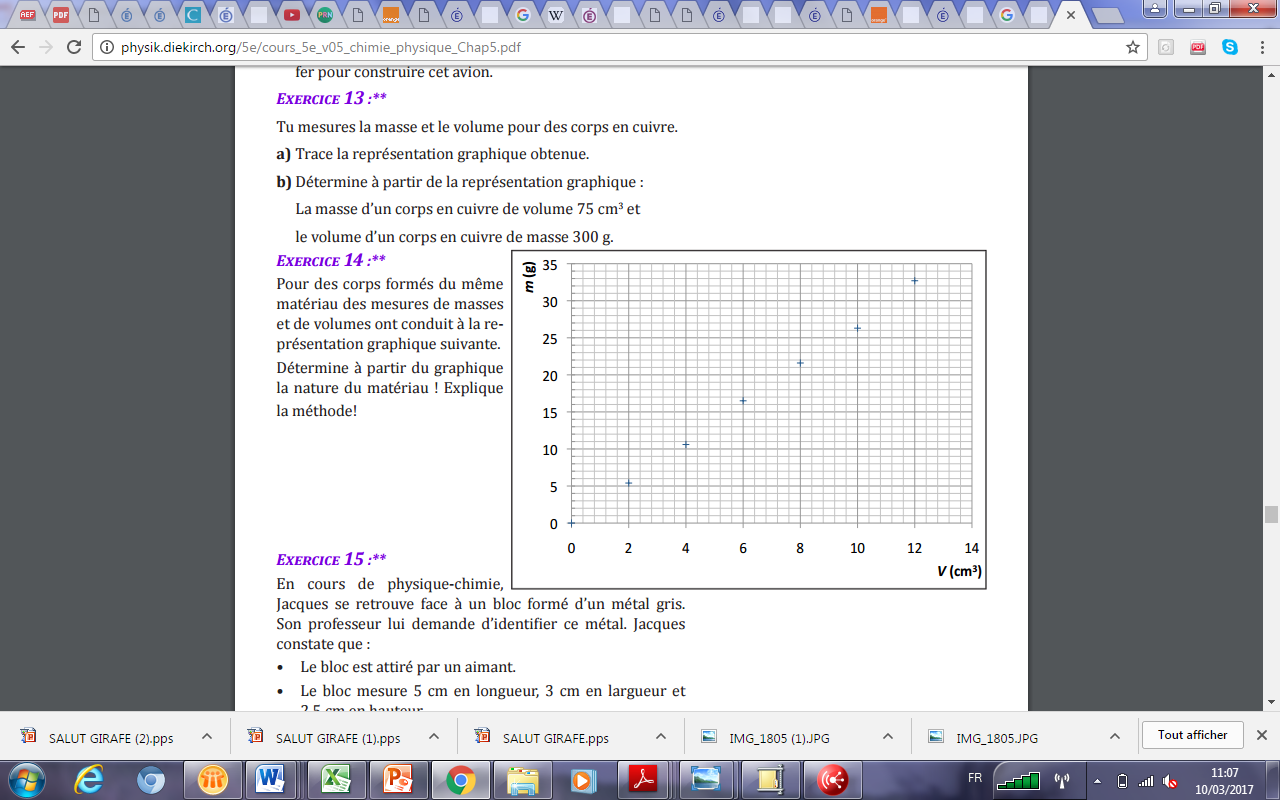 physik.diekirch.org/5e/cours_5e_v05_chimie_physique_Chap5.pdf
fer pour construire cet avion.
EXERCICE 13 :**
Tu mesures la masse et le volume pour des corps en cuivre.
a) Trace la représentation graphique obtenue.
b) Détermine à partir de la représentation graphique :
La masse d'un corps en cuivre de volume 75 cm³ et
le volume d'un corps en cuivre de masse 300 g.
EXERCICE 14 :**
Pour des corps formés du même
matériau des mesures de masses
et de volumes ont conduit à la re-
présentation graphique suivante.
Détermine à partir du graphique
la nature du matériau ! Explique
la méthode!
m (g)
35
30
25
20
15
10
5
0
0 2 4 6 8 10 12 14
V (cm³)
EXERCICE 15 :**
En cours de physique-chimie,
Jacques se retrouve face à un bloc formé d'un métal gris.
Son professeur lui demande d'identifier ce métal. Jacques
constate que :
• Le bloc est attiré par un aimant.
• Le bloc mesure 5 cm en longueur, 3 cm en largueur et
2,5 cm en hauteur
SALUT GIRAFE (2).pps
SALUT GIRAFE (1).pps
SALUT GIRAFE.pps
IMG_1805 (1).JPG
IMG_1805.JPG
Tout afficher
FR
11:07
10/03/2017